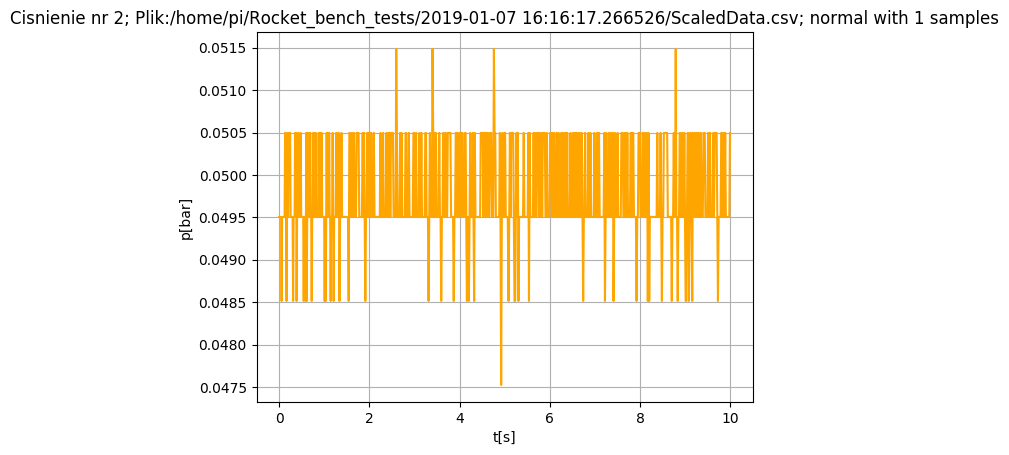 Cisnienie nr 2; Plik:/home/pi/Rocket_bench_tests/2019-01-07 16:16:17.266526/ScaledData.csv; normal with 1 samples
0.0515
0.0510
0.0505
0.0500
0.0495
0.0490
0.0485
0.0480
0.0475
p[bar]
0 2 4 6 8 10
t[s]